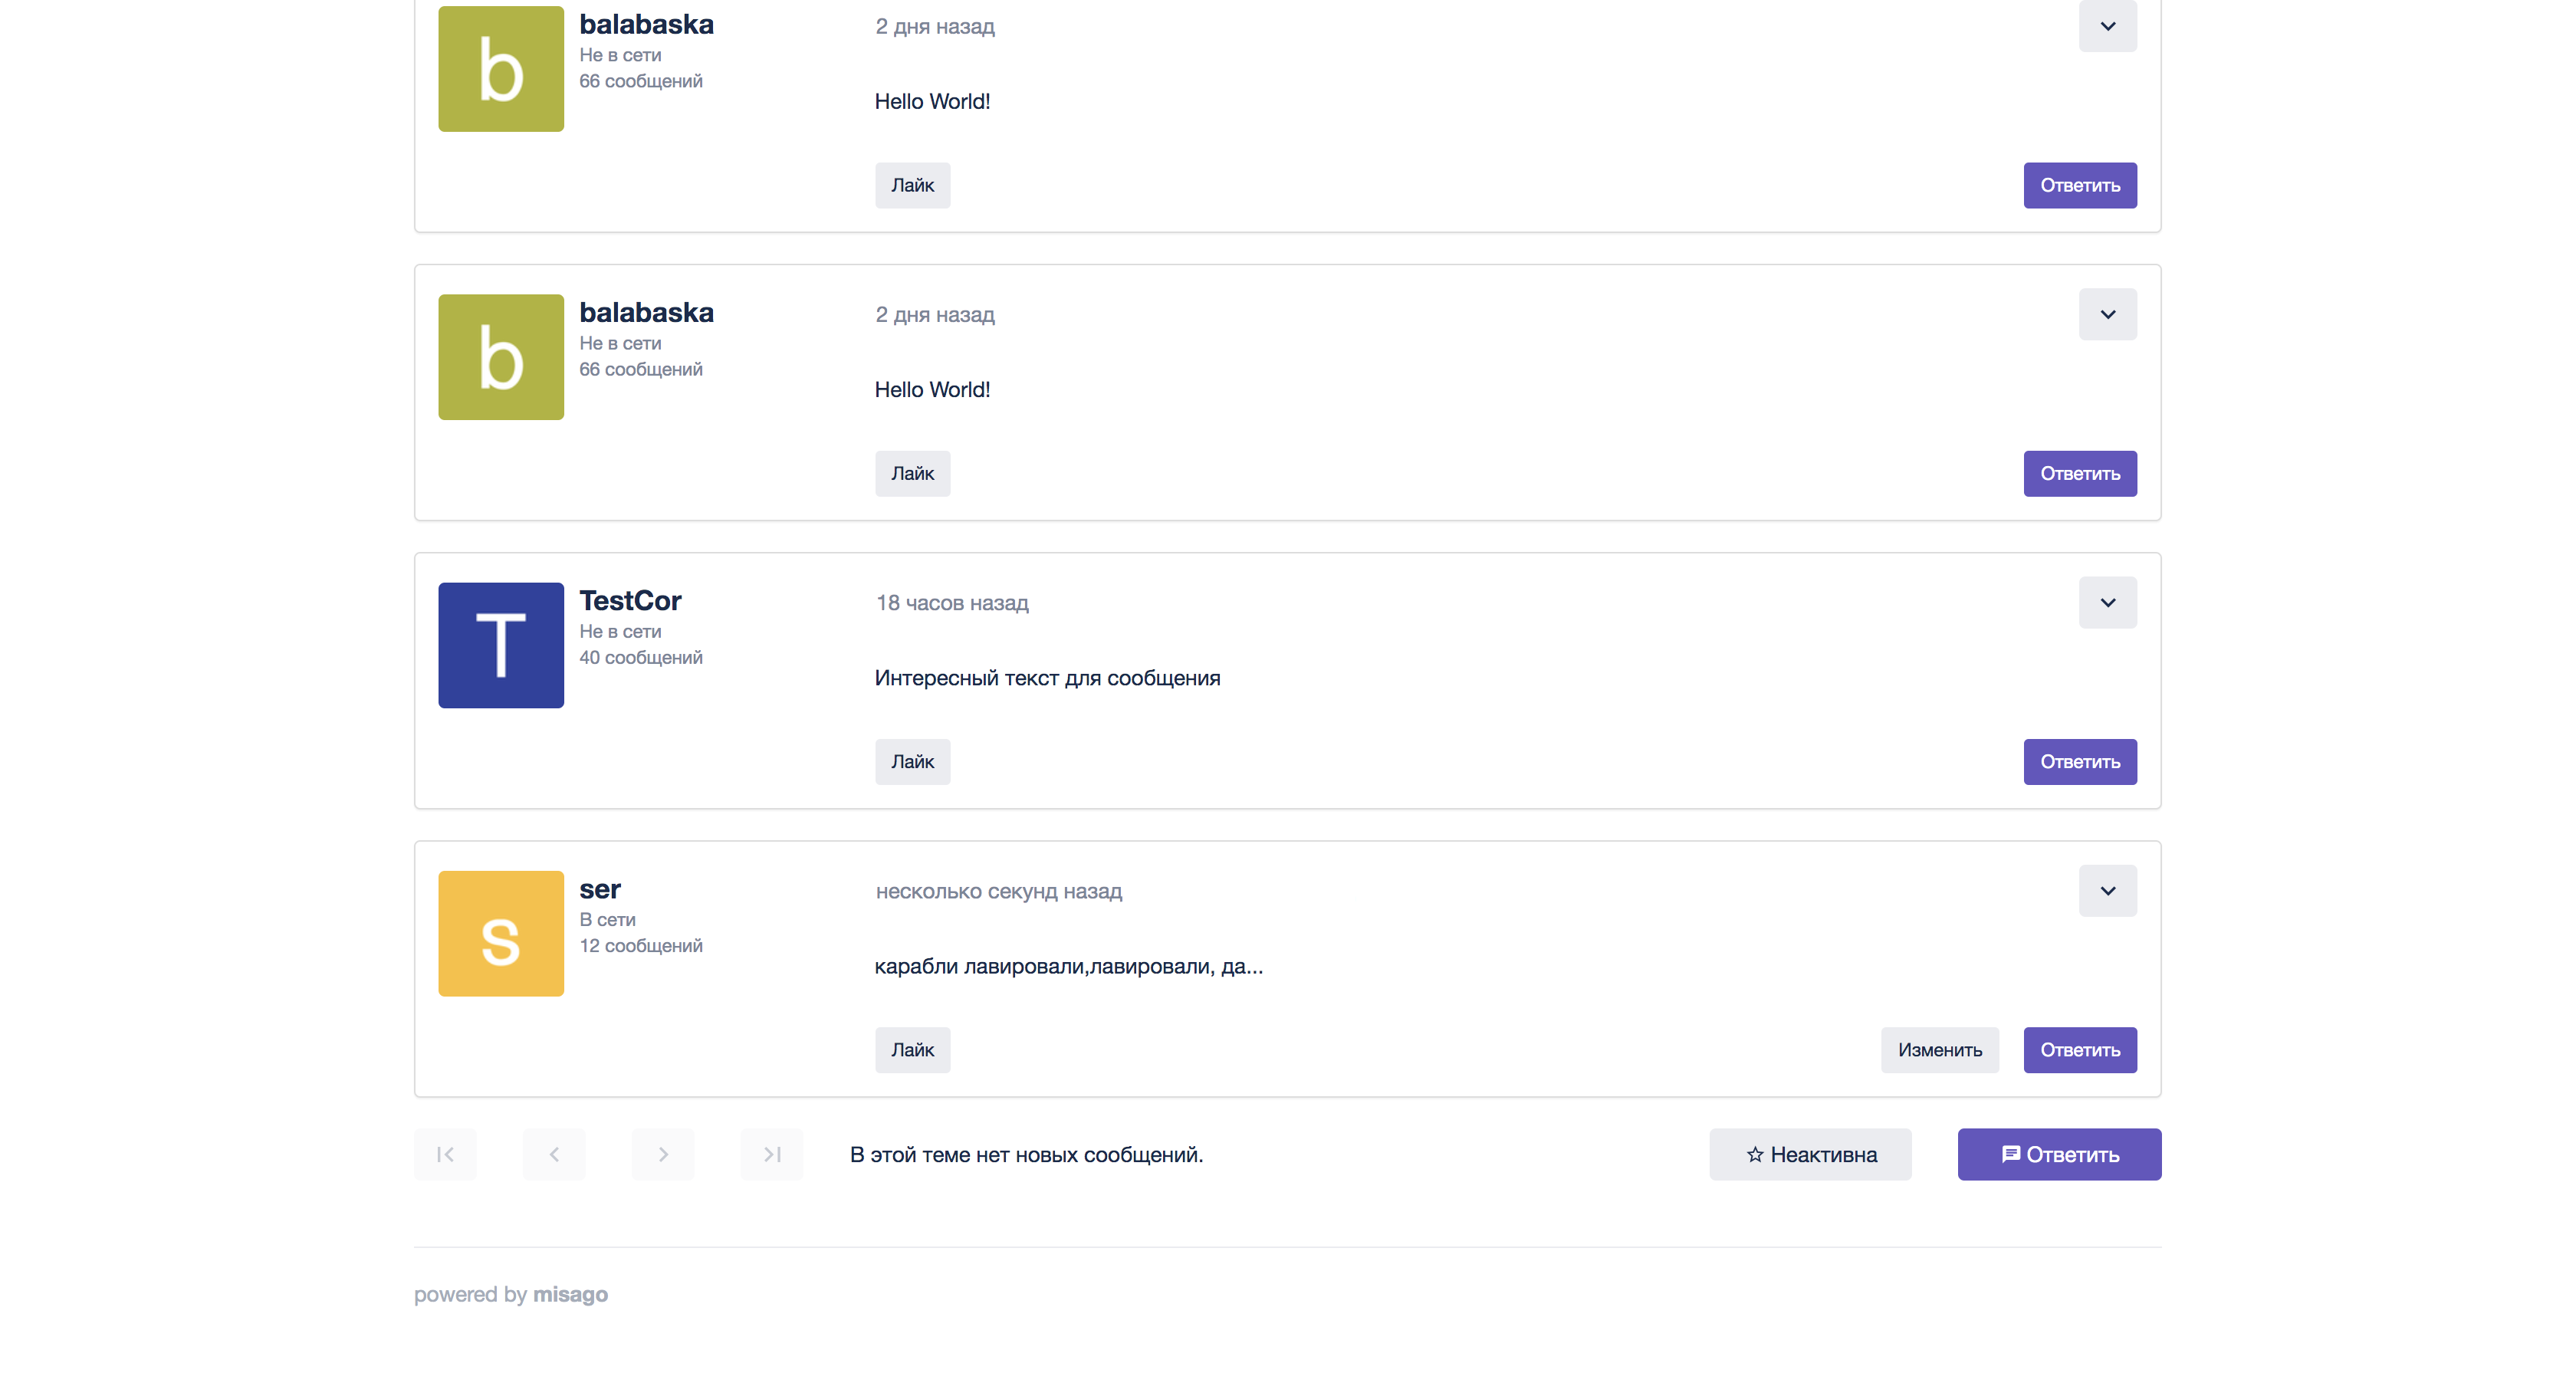 b
balabaska
Не в сети
66 сообщений
2 дня назад
Hello World!
Лайк
Ответить
b
balabaska
Не в сети
66 сообщений
2 дня назад
Hello World!
Лайк
Ответить
T
TestCor
Не в сети
40 сообщений
18 часов назад
Интересный текст для сообщения
Лайк
Ответить
s
ser
В сети
12 сообщений
несколько секунд назад
карабли лавировали,лавировали, да...
Лайк
Изменить
Ответить
В этой теме нет новых сообщений.
Неактивна
Ответить
powered by misago